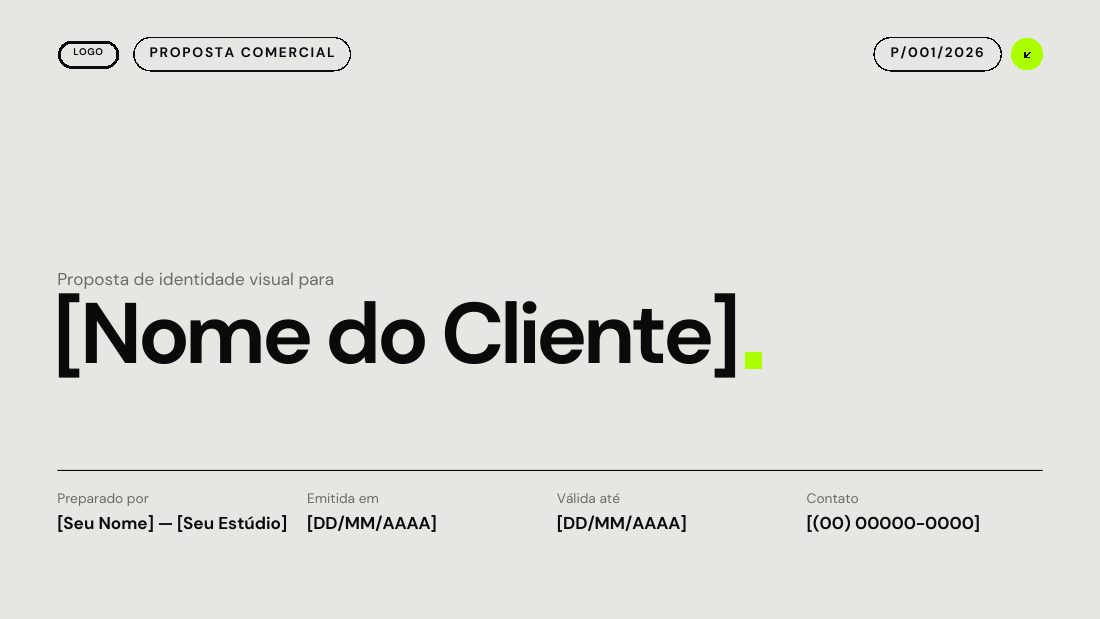 LOGO
PROPOSTA COMERCIAL
P/001/2026
Proposta de identidade visual para
[Nome do Cliente].
Preparado por
[Seu Nome] — [Seu Estúdio]
Emitida em
[DD/MM/AAAA]
Válida até
[DD/MM/AAAA]
Contato
[(00) 00000-0000]